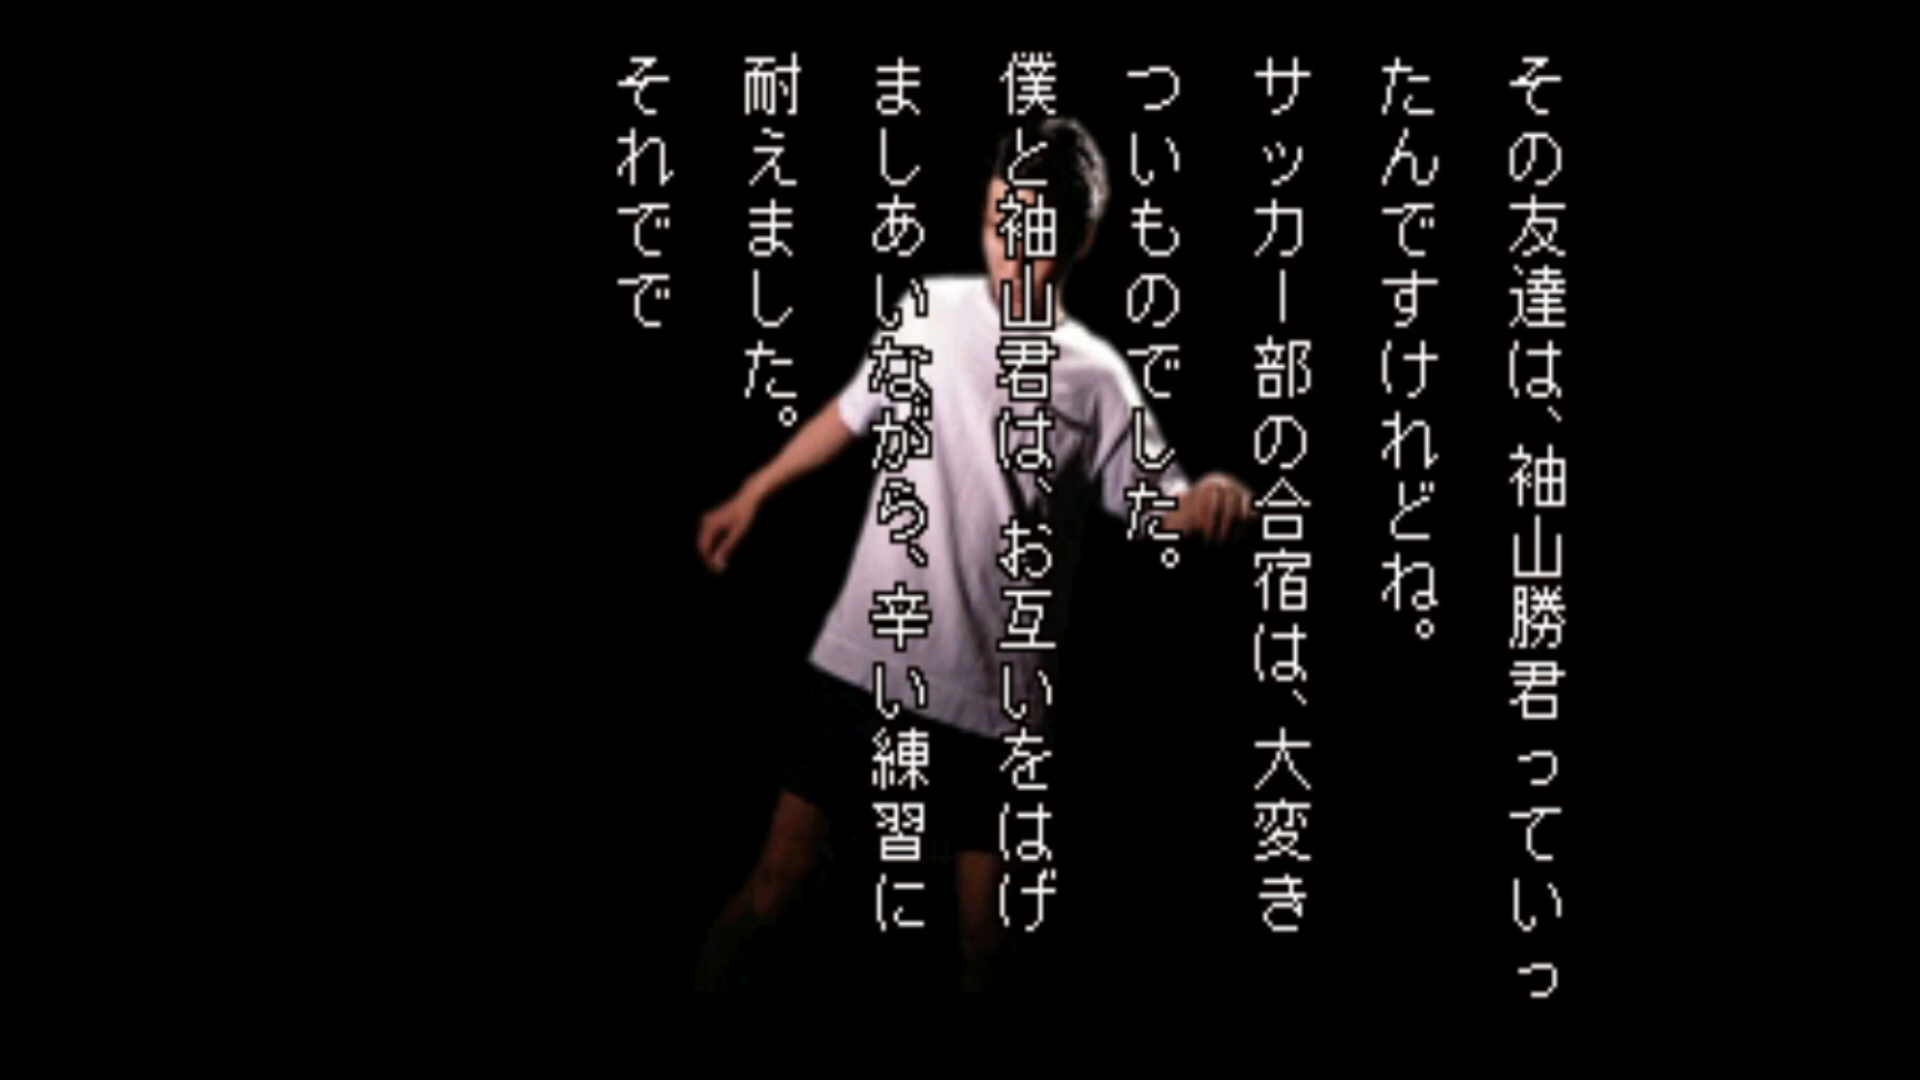 その友達は、袖山勝君っていっ
たんですけれどね。
サッカー部の合宿は、大変き
ついものでした。
僕と袖山君は、お互いをはげ
ましあいながら、辛い練習に
耐えました。
それでで